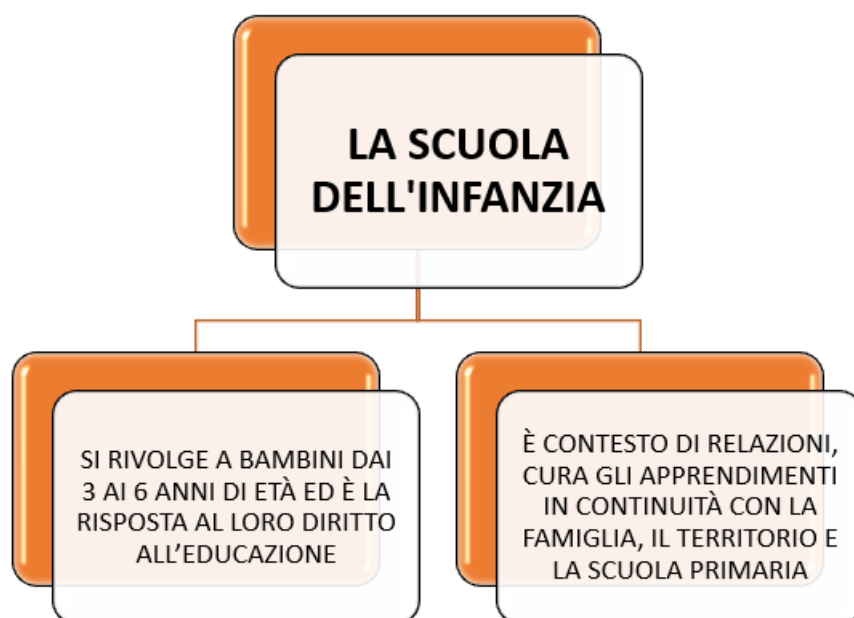 LA SCUOLA
DELL'INFANZIA
SI RIVOLGE A BAMBINI DAI
3 AI 6 ANNI DI ETÀ ED È LA
RISPOSTA AL LORO DIRITTO
ALL’EDUCAZIONE
È CONTESTO DI RELAZIONI,
CURA GLI APPRENDIMENTI
IN CONTINUITÀ CON LA
FAMIGLIA, IL TERRITORIO E
LA SCUOLA PRIMARIA